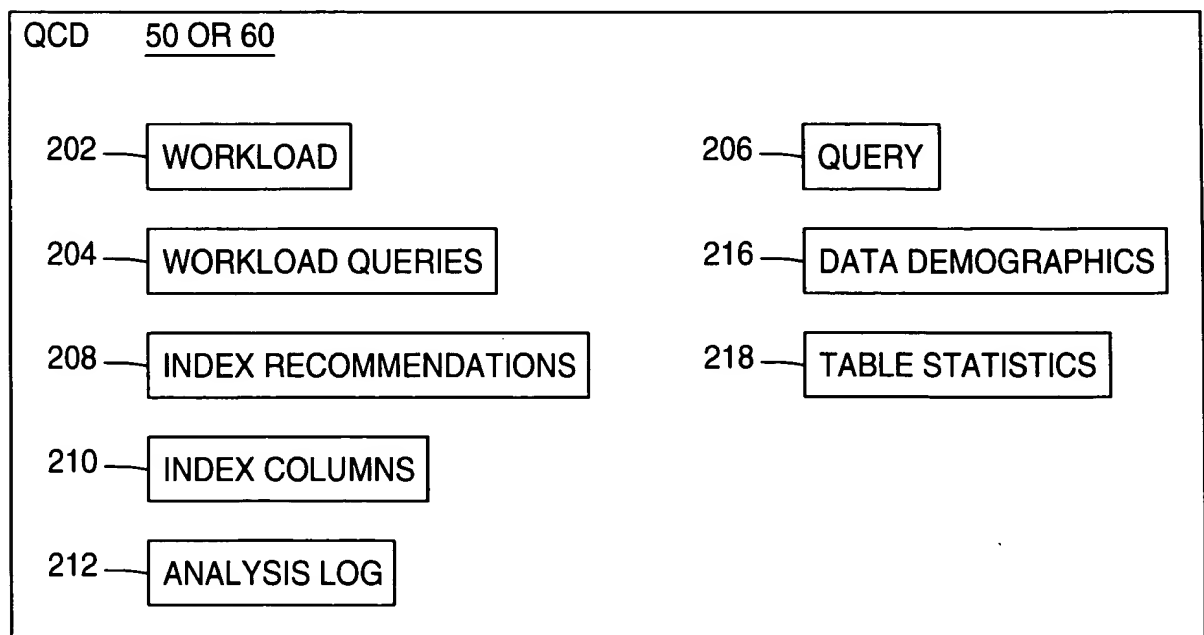 QCD 50 OR 60
202 WORKLOAD
206 QUERY
204 WORKLOAD QUERIES
216 DATA DEMOGRAPHICS
208 INDEX RECOMMENDATIONS
218 TABLE STATISTICS
210 INDEX COLUMNS
212 ANALYSIS LOG